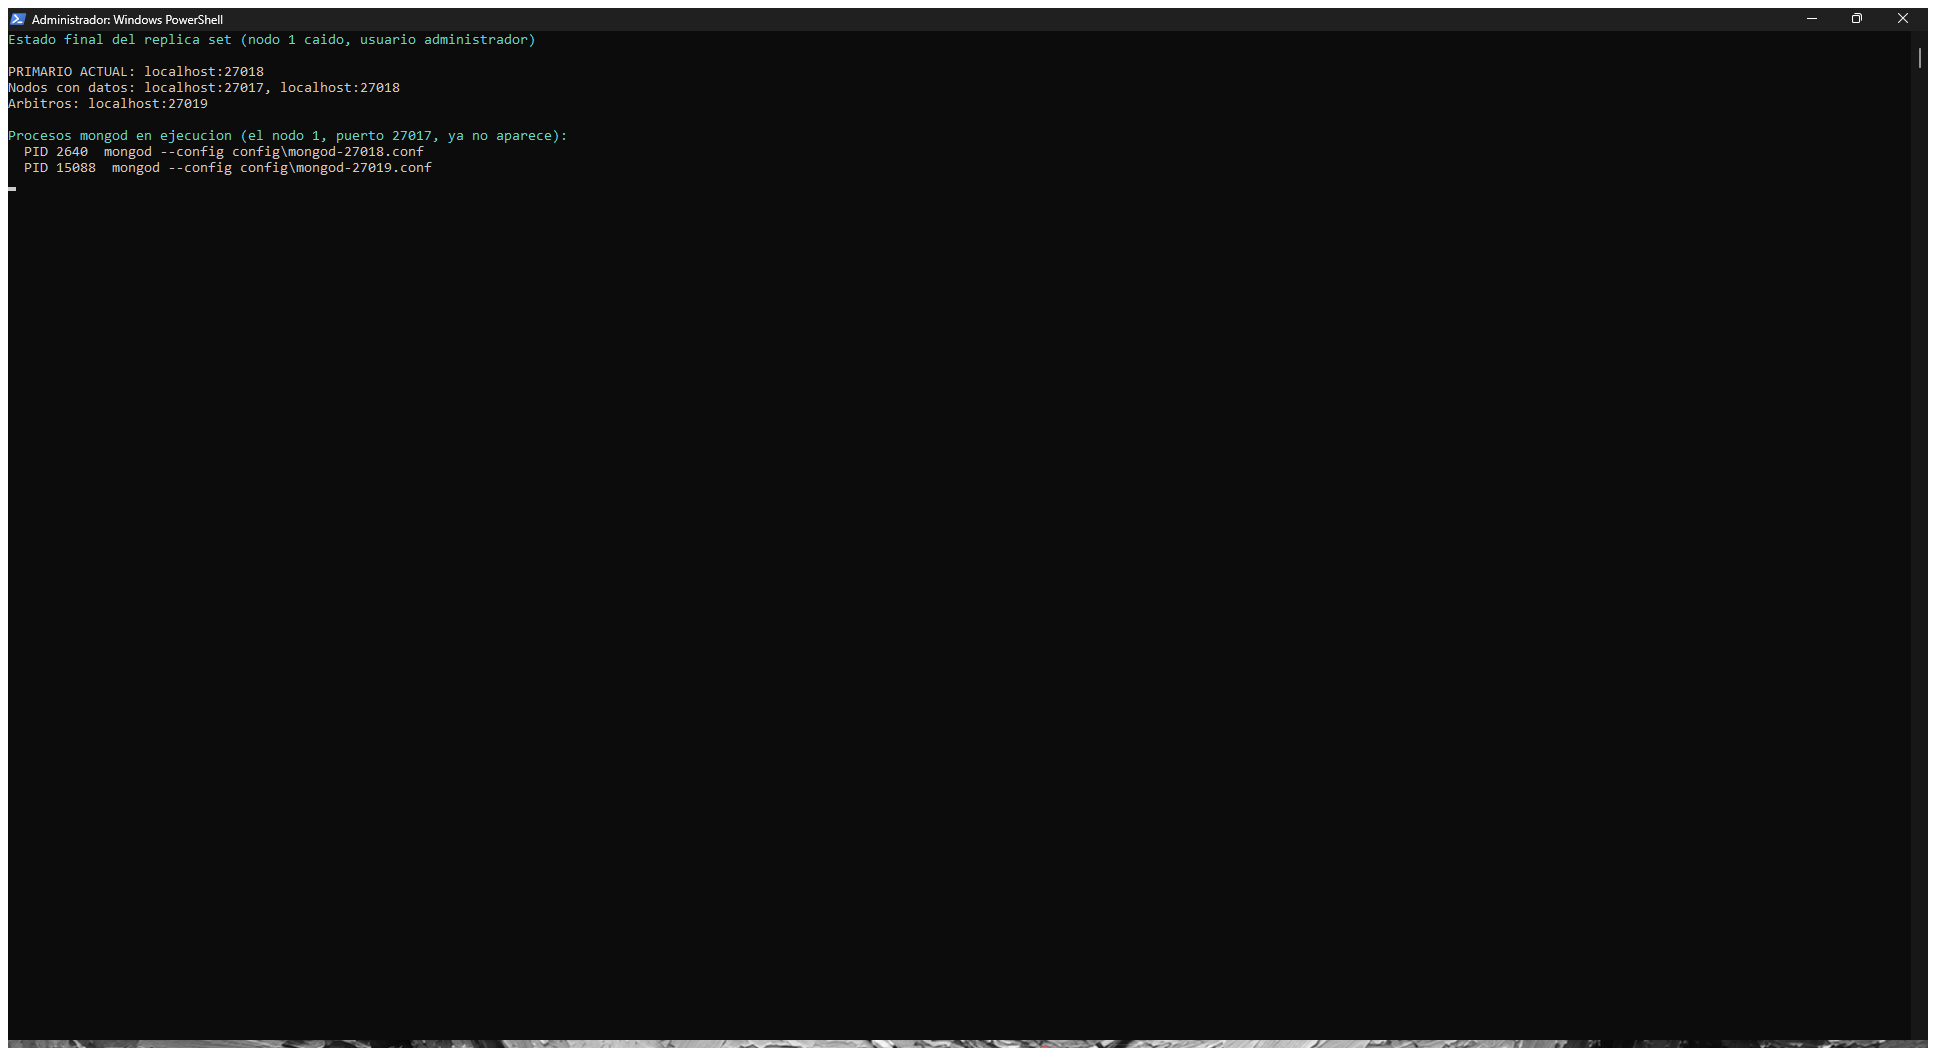 Administrador: Windows PowerShell
Estado final del replica set (nodo 1 caido, usuario administrador)
PRIMARIO ACTUAL: localhost:27018
Nodos con datos: localhost:27017, localhost:27018
Arbitros: localhost:27019
Procesos mongod en ejecucion (el nodo 1, puerto 27017, ya no aparece):
PID 2640  mongod --config config\mongod-27018.conf
PID 15088  mongod --config config\mongod-27019.conf